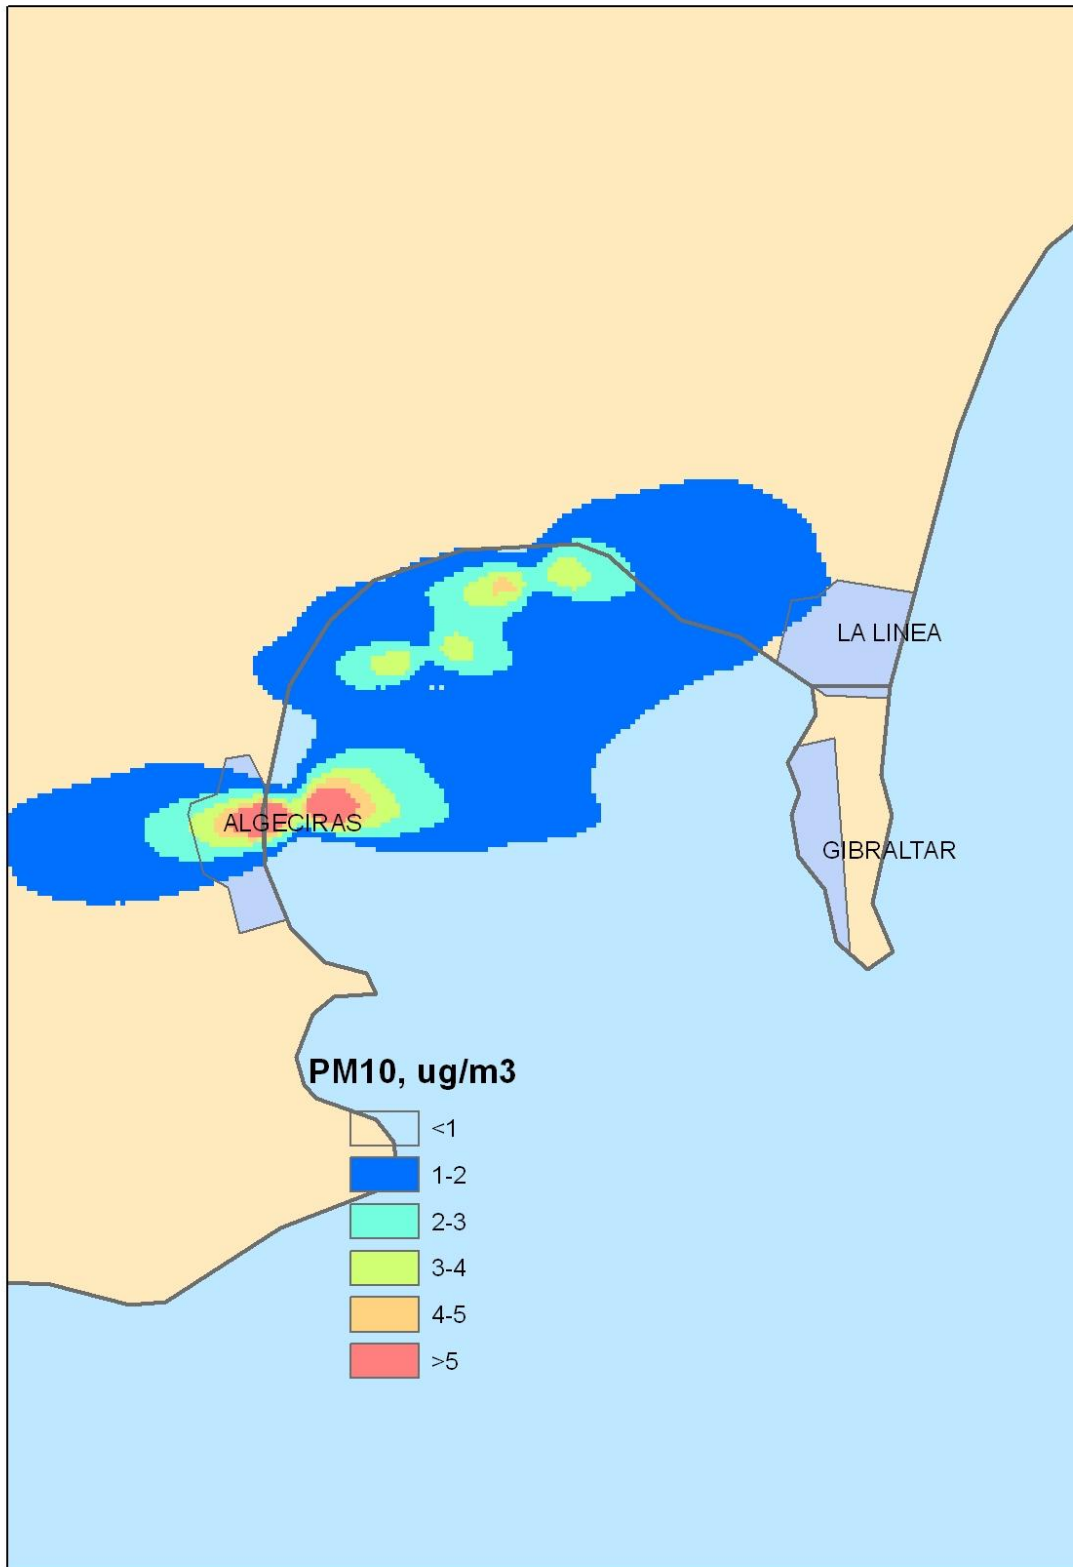 LA LINEA
ALGECIRAS
GIBRALTAR
PM10, ug/m3
<1
1-2
2-3
3-4
4-5
>5